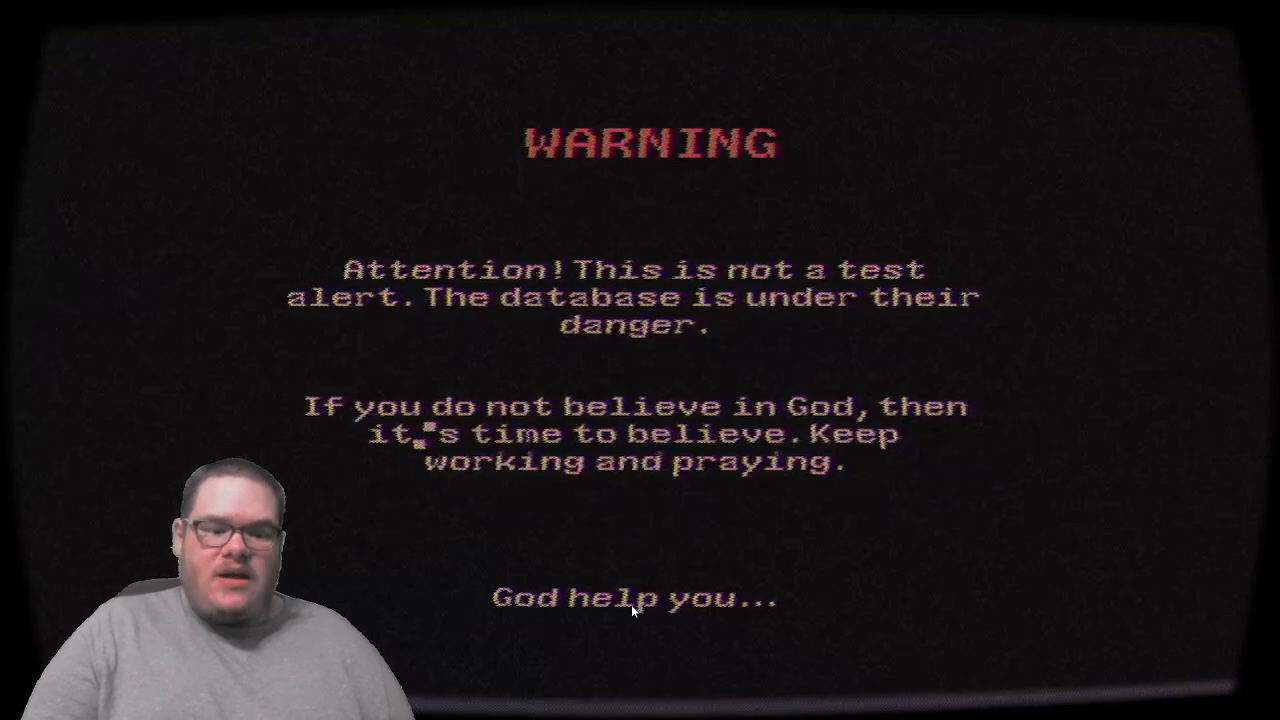 WARNING
Attention! This is not a test
alert. The database is under their
danger.
If you do not believe in God, then
it's time to believe. Keep
working and praying.
God help you...